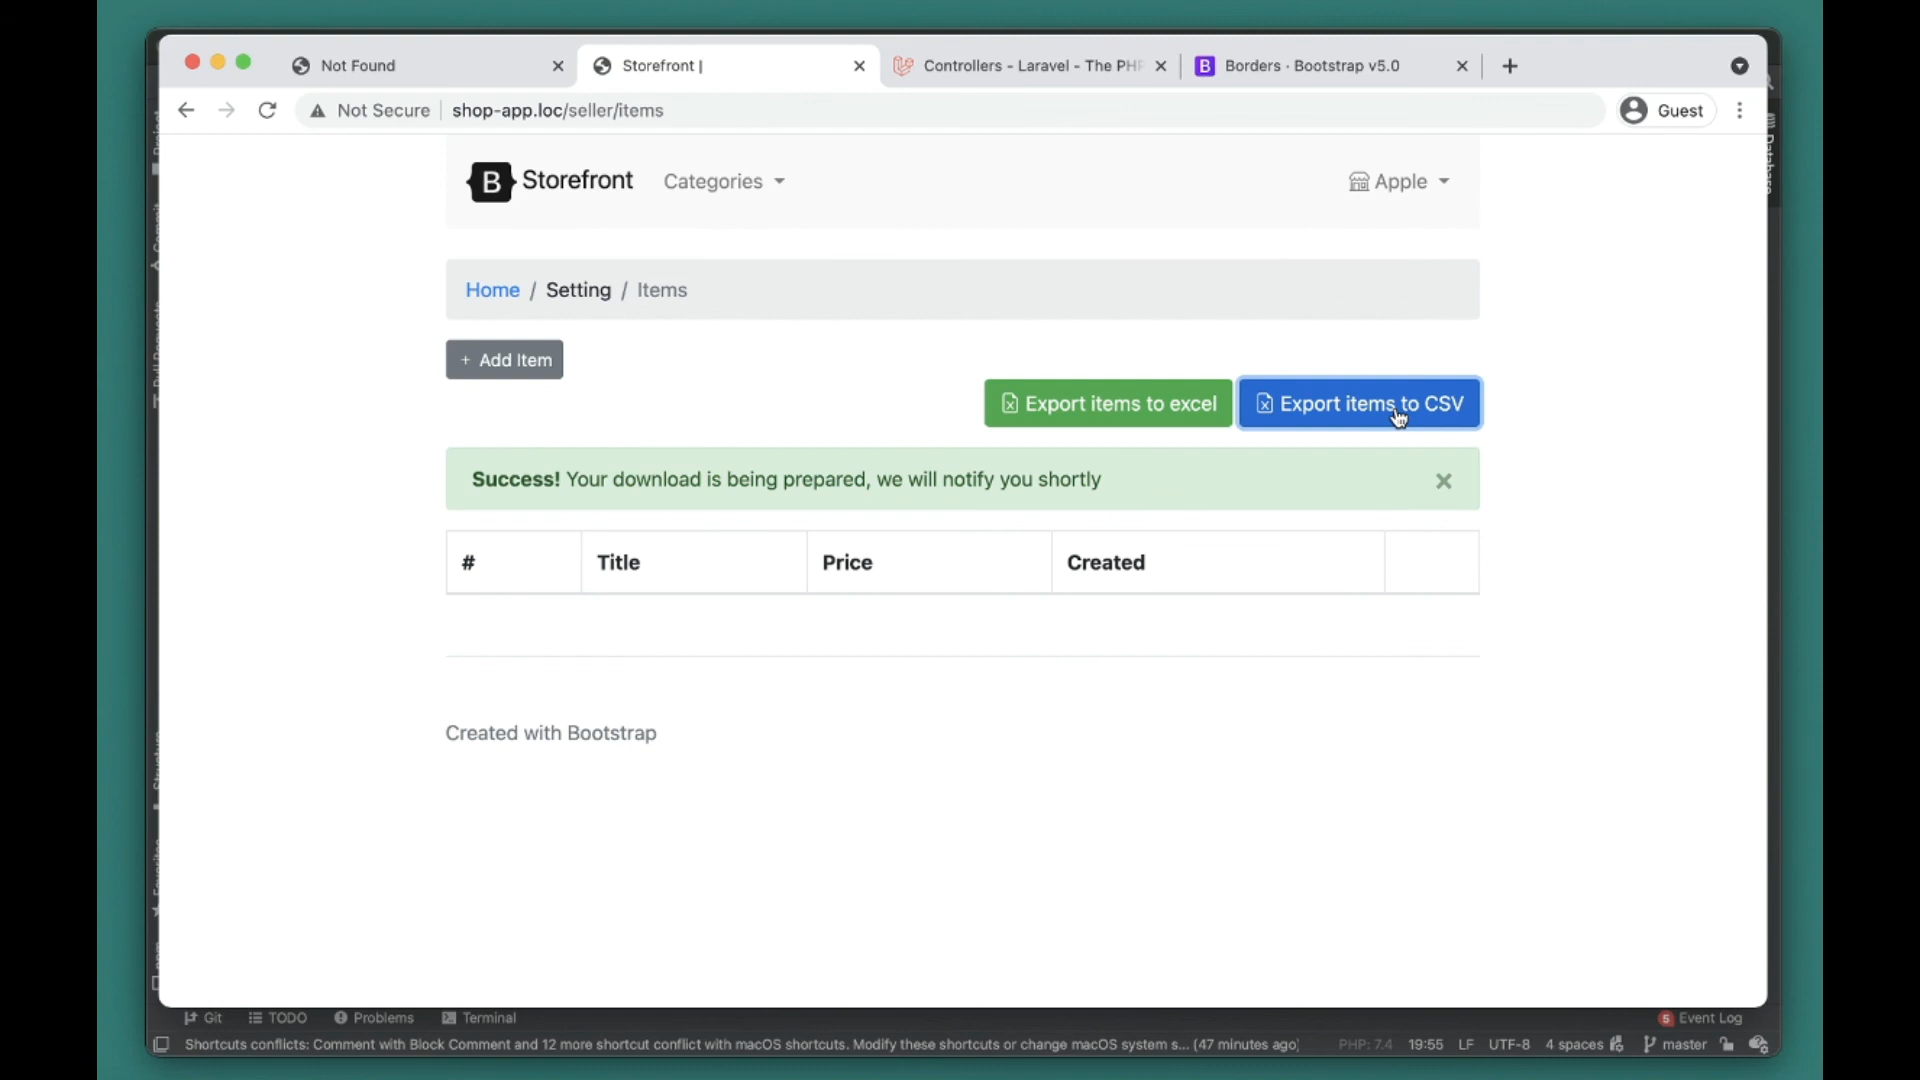 Not Found
Storefront |
Controllers - Laravel - The PHP
B Borders · Bootstrap v5.0
Not Secure shop-app.loc/seller/items
Guest
B Storefront
Categories
Apple
Home / Setting / Items
+ Add Item
Export items to excel
Export items to CSV
Success! Your download is being prepared, we will notify you shortly
# Title Price Created
Created with Bootstrap
Database
Git TODO Problems Terminal
5 Event Log
Shortcuts conflicts: Comment with Block Comment and 12 more shortcut conflict with macOS shortcuts. Modify these shortcuts or change macOS system s... (47 minutes ago)
PHP: 7.4 19:55 LF UTF-8 4 spaces master